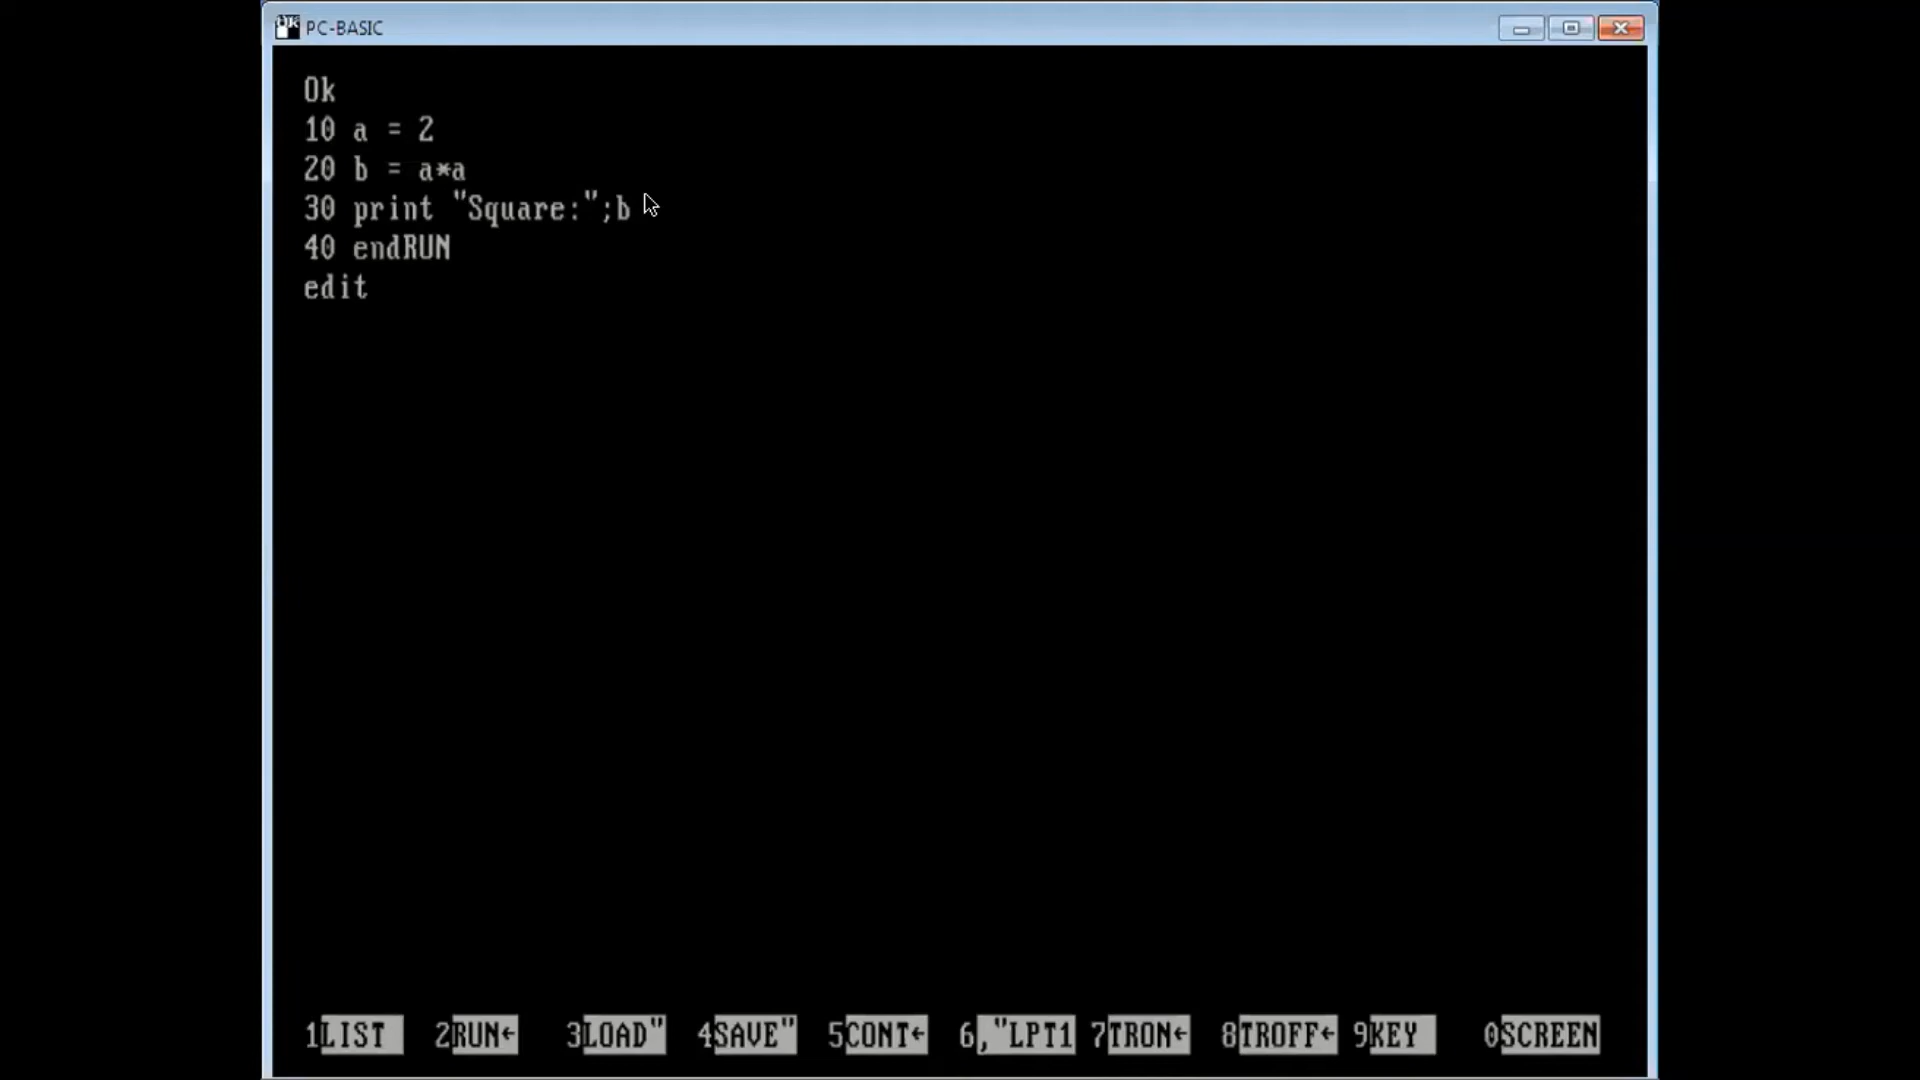 PC-BASIC
Ok
10 a = 2
20 b = a*a
30 print "Square:";b
40 endRUN
edit
1LIST 2RUN← 3LOAD" 4SAVE" 5CONT← 6,"LPT1 7TRON← 8TROFF← 9KEY 0SCREEN